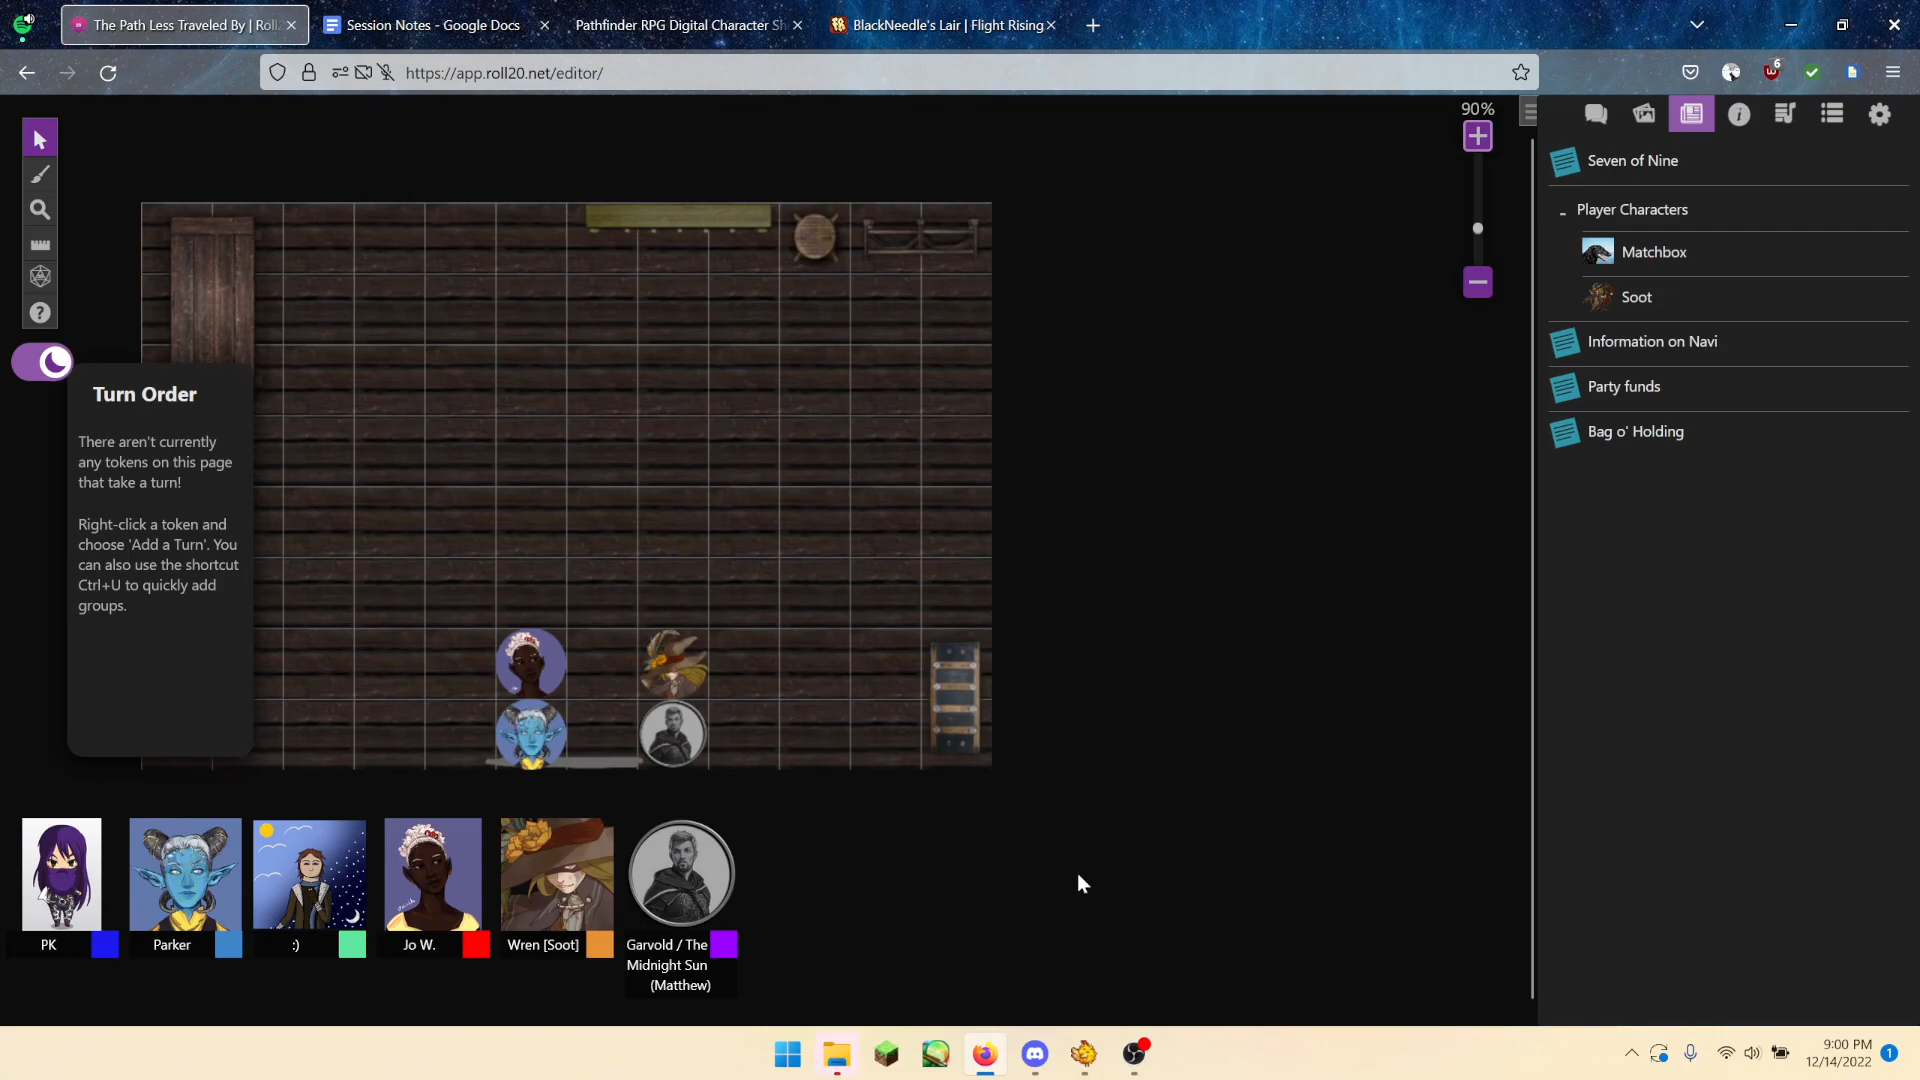 The Path Less Traveled By | Roll2
Session Notes - Google Docs
Pathfinder RPG Digital Character Sh
BlackNeedle's Lair | Flight Rising
https://app.roll20.net/editor/
6
90%
Seven of Nine
Player Characters
Matchbox
Soot
Information on Navi
Party funds
Bag o' Holding
Turn Order
There aren't currently
any tokens on this page
that take a turn!
Right-click a token and
choose 'Add a Turn'. You
can also use the shortcut
Ctrl+U to quickly add
groups.
PK
Parker
:)
Jo W.
Wren [Soot]
Garvold / The
Midnight Sun
(Matthew)
9:00 PM
12/14/2022
1